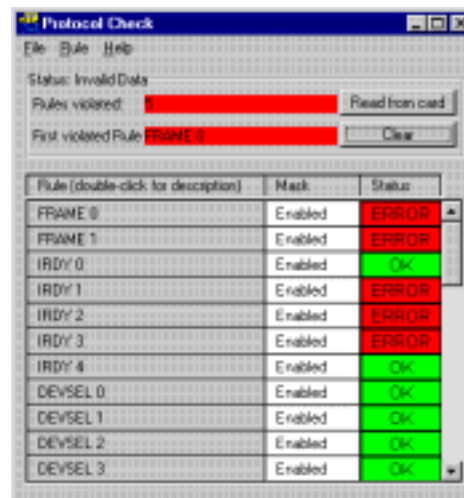 Protocol Check
File Rule Help
Status: Invalid Data
Rules violated: 5 Read from card
First violated Rule FRAME 0 Clear
Rule (double-click for description) Mask Status
FRAME 0 Enabled ERROR
FRAME 1 Enabled ERROR
IRDY 0 Enabled OK
IRDY 1 Enabled ERROR
IRDY 2 Enabled ERROR
IRDY 3 Enabled ERROR
IRDY 4 Enabled OK
DEVSEL 0 Enabled OK
DEVSEL 1 Enabled OK
DEVSEL 2 Enabled OK
DEVSEL 3 Enabled OK